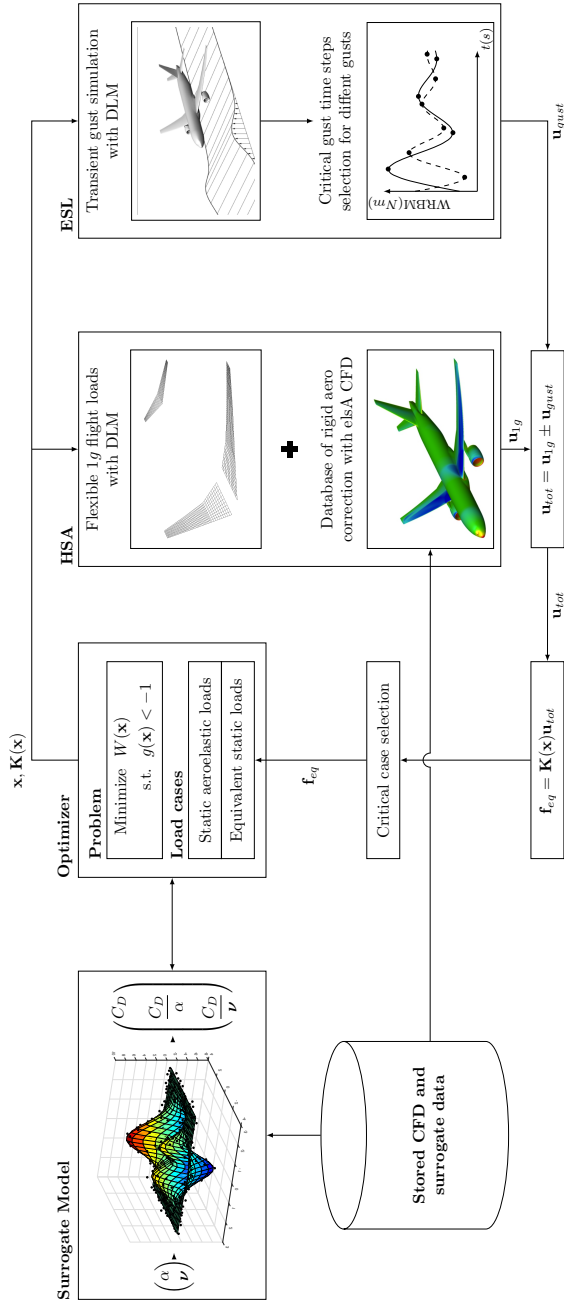 Surrogate Model
(α ν)
(C_D C_D/α C_D/ν)
Stored CFD and
surrogate data
Optimizer
Problem
Minimize W(x)
s.t. g(x) < −1
Load cases
Static aeroelastic loads
Equivalent static loads
x, K(x)
f_eq
Critical case selection
f_eq = K(x)u_tot
u_tot
HSA
Flexible 1g flight loads
with DLM
Database of rigid aero
correction with elsA CFD
u_1g
u_tot = u_1g ± u_gust
ESL
Transient gust simulation
with DLM
Critical gust time steps
selection for diffent gusts
WRBM(Nm)
t(s)
u_gust